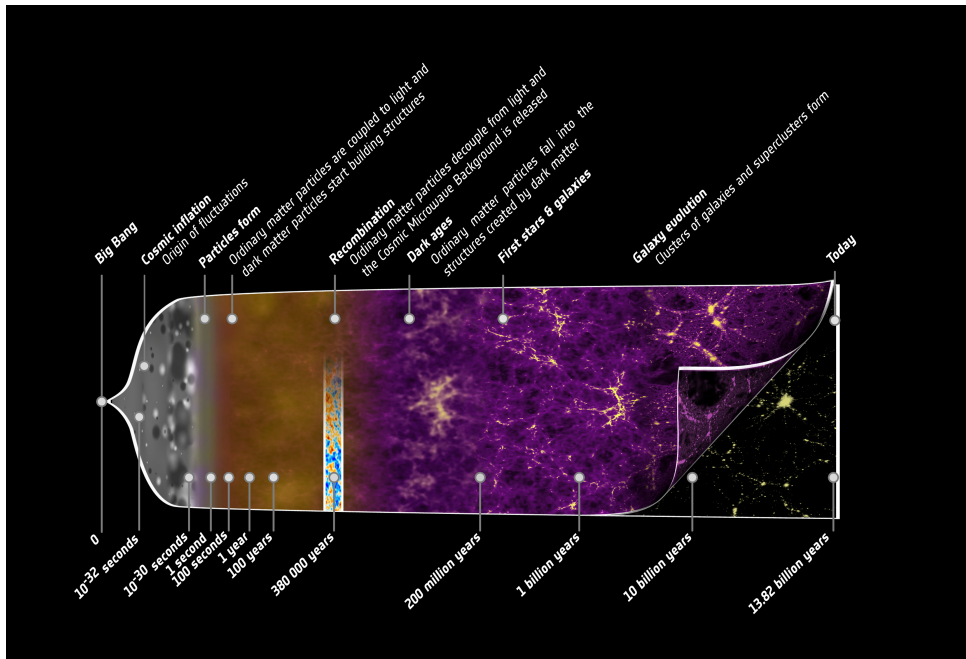 Big Bang
Cosmic inflation
Origin of fluctuations
Particles form
Ordinary matter particles are coupled to light and
dark matter particles start building structures
Recombination
Ordinary matter particles decouple from light and
the Cosmic Microwave Background is released
Dark ages
Ordinary matter particles fall into the
structures created by dark matter
First stars & galaxies
Galaxy evolution
Clusters of galaxies and superclusters form
Today
0
10-32 seconds
10-30 seconds
1 second
100 seconds
1 year
100 years
380 000 years
200 million years
1 billion years
10 billion years
13.82 billion years